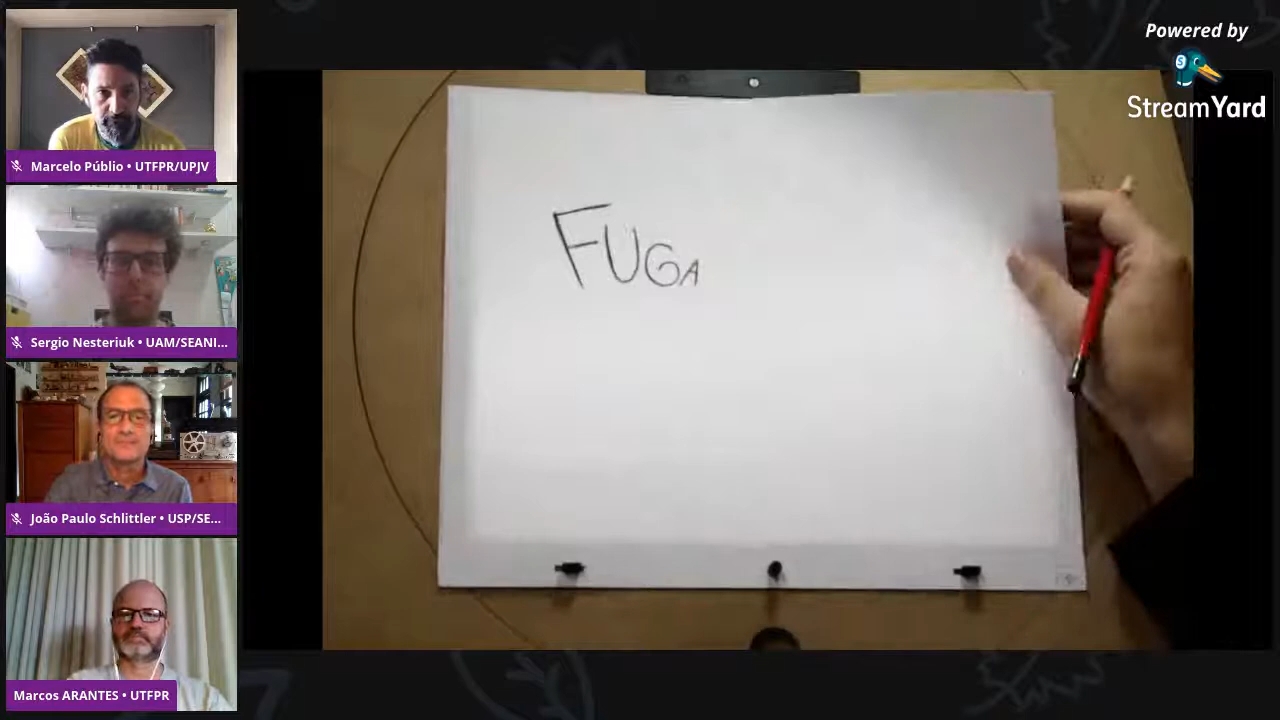 Powered by
StreamYard
Marcelo Públio • UTFPR/UPJV
Sergio Nesteriuk • UAM/SEANI...
João Paulo Schlittler • USP/SE...
Marcos ARANTES • UTFPR
FUGA